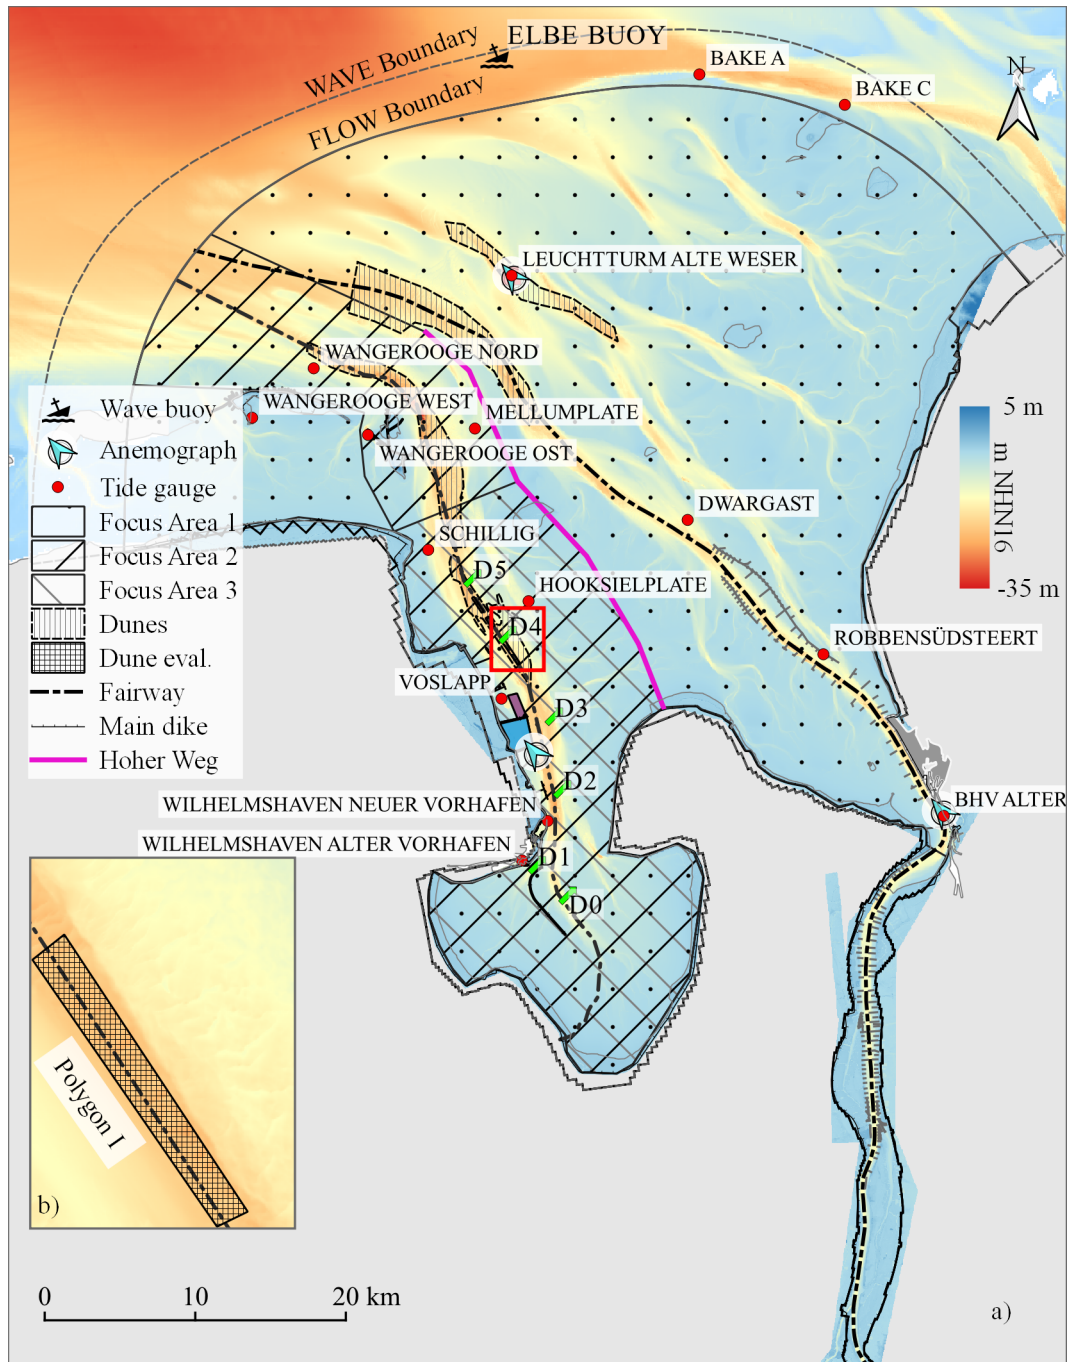 ELBE BUOY
WAVE Boundary
BAKE A
N
BAKE C
FLOW Boundary
LEUCHTTURM ALTE WESER
WANGEROOGE NORD
WANGEROOGE WEST
MELLUMPLATE
WANGEROOGE OST
Wave buoy
Anemograph
Tide gauge
Focus Area 1
Focus Area 2
Focus Area 3
Dunes
Dune eval.
Fairway
Main dike
Hoher Weg
5 m
m NHN16
-35 m
DWARGAST
SCHILLIG
D5
HOOKSIELPLATE
D4
ROBBENSÜDSTEERT
VOSLAPP
D3
D2
WILHELMSHAVEN NEUER VORHAFEN
BHV ALTER
WILHELMSHAVEN ALTER VORHAFEN
D1
D0
Polygon I
b)
0 10 20 km
a)